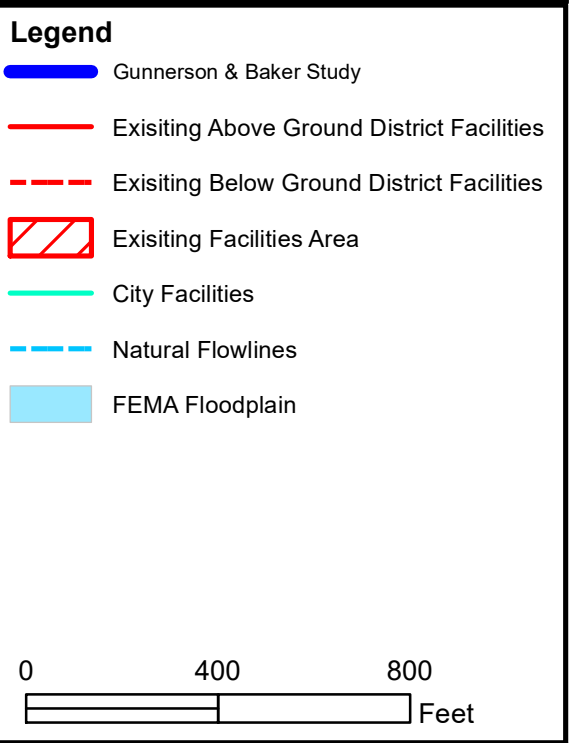 Legend
Gunnerson & Baker Study
Exisiting Above Ground District Facilities
Exisiting Below Ground District Facilities
Exisiting Facilities Area
City Facilities
Natural Flowlines
FEMA Floodplain
0 400 800
Feet